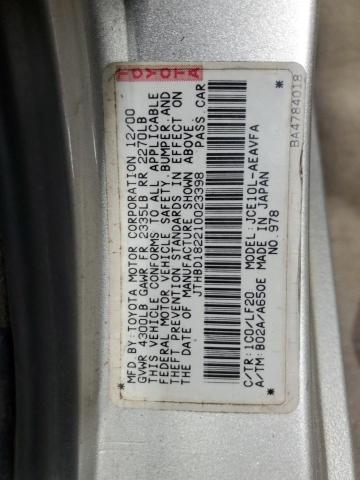 TOYOTA
MFD BY:TOYOTA MOTOR CORPORATION 12/00
GVWR 4300LB GAWR FR 2335LB RR 2270LB
THIS VEHICLE CONFORMS TO ALL APPLICABLE
FEDERAL MOTOR VEHICLE SAFETY,BUMPER,AND
THEFT PREVENTION STANDARDS IN EFFECT ON
THE DATE OF MANUFACTURE SHOWN ABOVE.
JTHBD182210023398 PASS CAR
C/TR:1C0/LF20 MODEL:JCE10L-AEAVFA
A/TM:B02A/A650E MADE IN JAPAN
NO.978
BA4784018